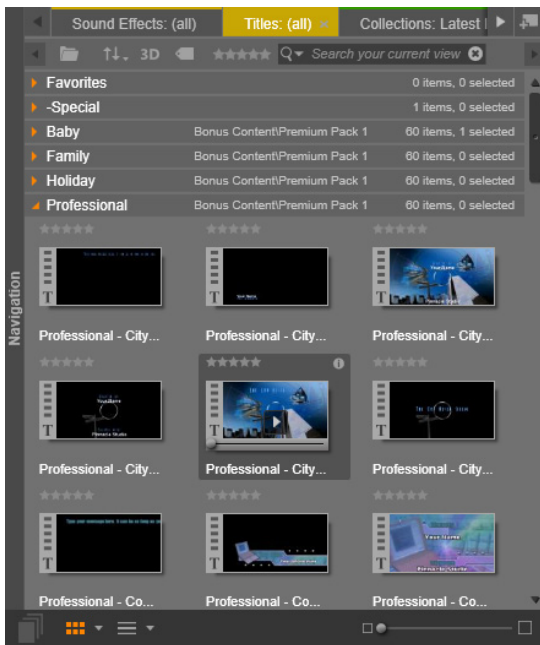 Sound Effects: (all) Titles: (all) × Collections: Latest
3D Search your current view
Favorites 0 items, 0 selected
-Special 1 items, 0 selected
Baby Bonus Content\Premium Pack 1 60 items, 1 selected
Family Bonus Content\Premium Pack 1 60 items, 0 selected
Holiday Bonus Content\Premium Pack 1 60 items, 0 selected
Professional Bonus Content\Premium Pack 1 60 items, 0 selected
Navigation
T T T
Professional - City... Professional - City... Professional - City...
T T T
Professional - City... Professional - City... Professional - City...
T T T
Professional - Co... Professional - Co... Professional - Co...